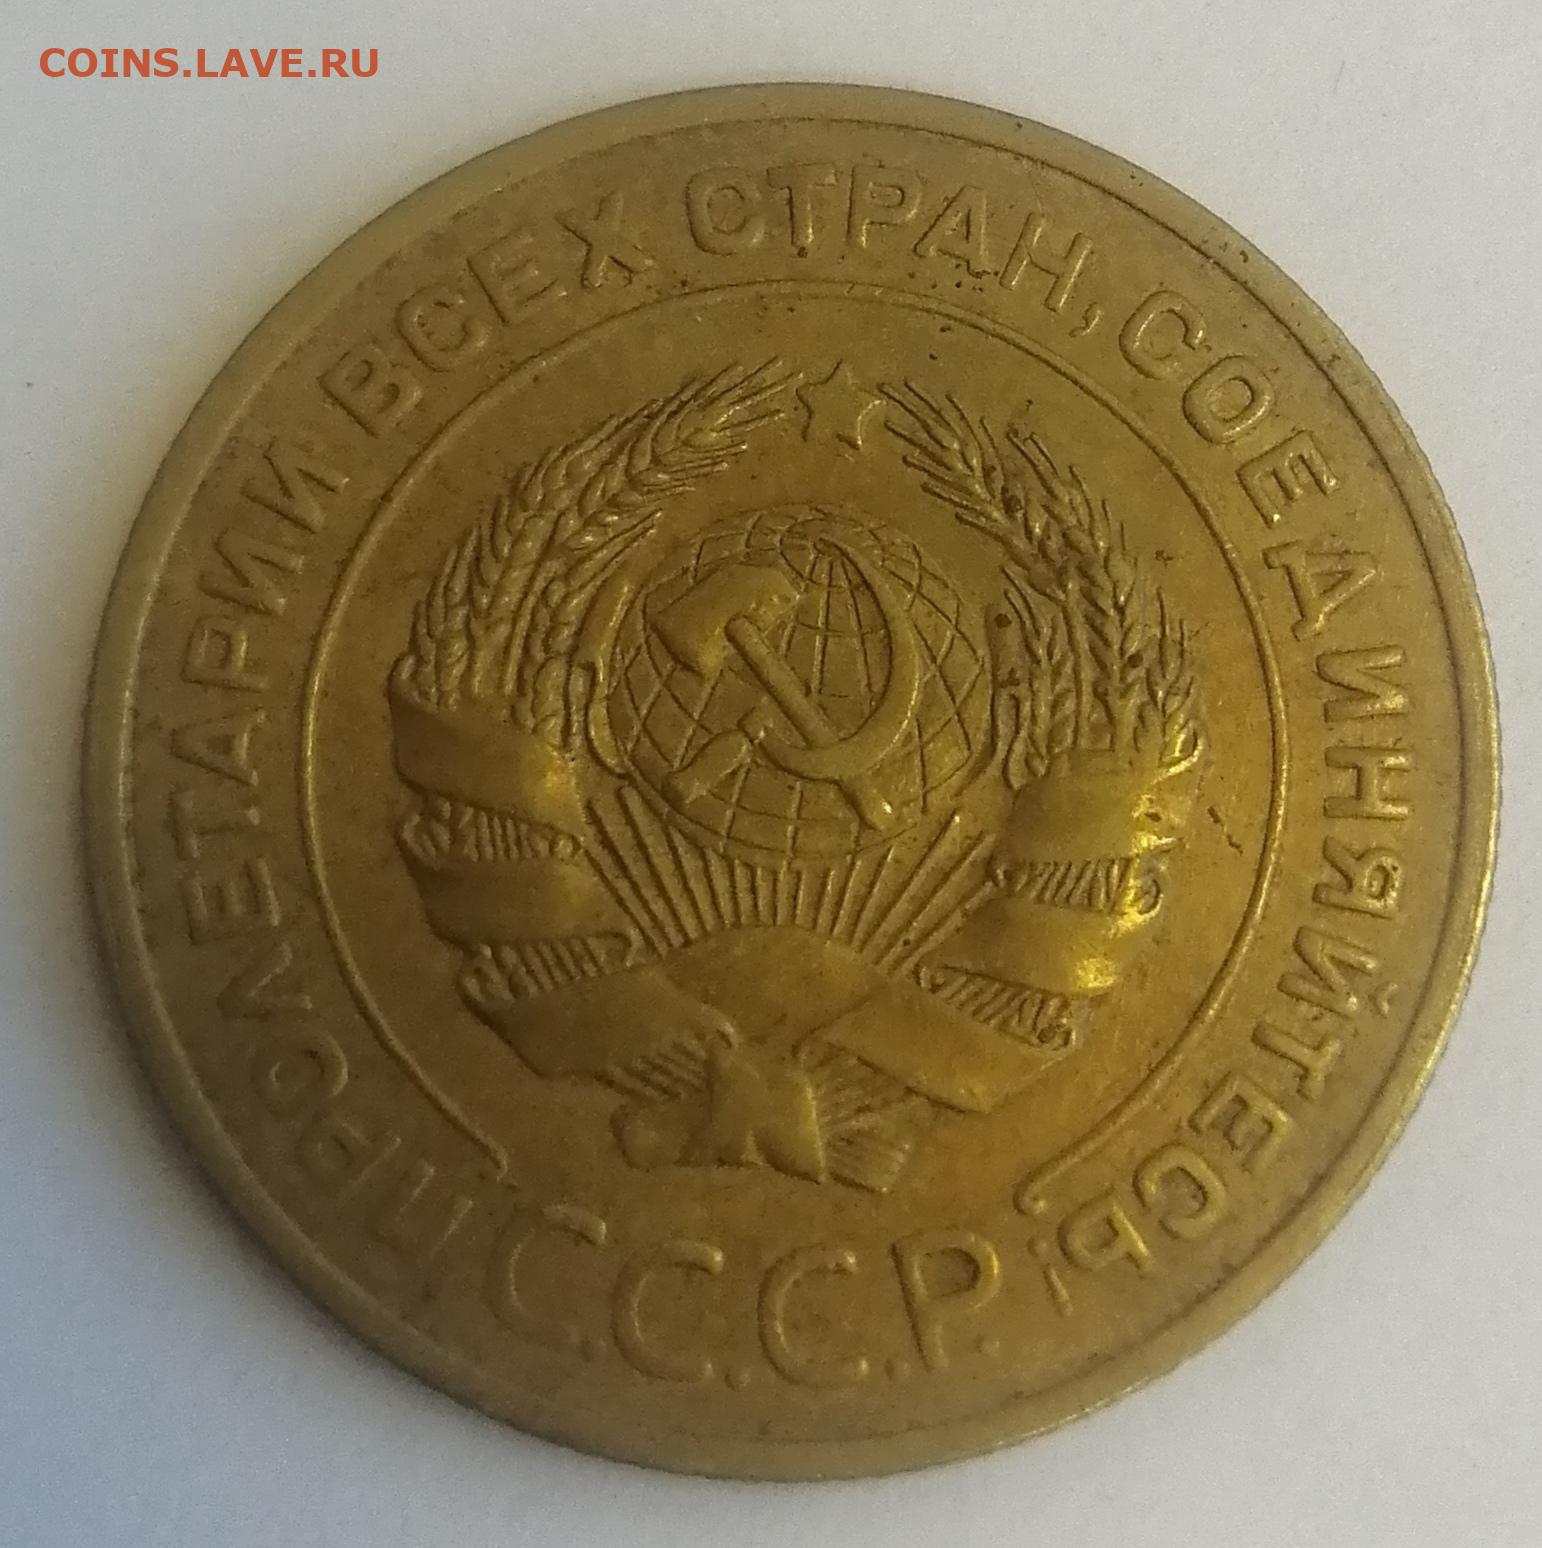 COINS.LAVE.RU
ПРОЛЕТАРИИ ВСЕХ СТРАН, СОЕДИНЯЙТЕСЬ!
С.С.С.Р.